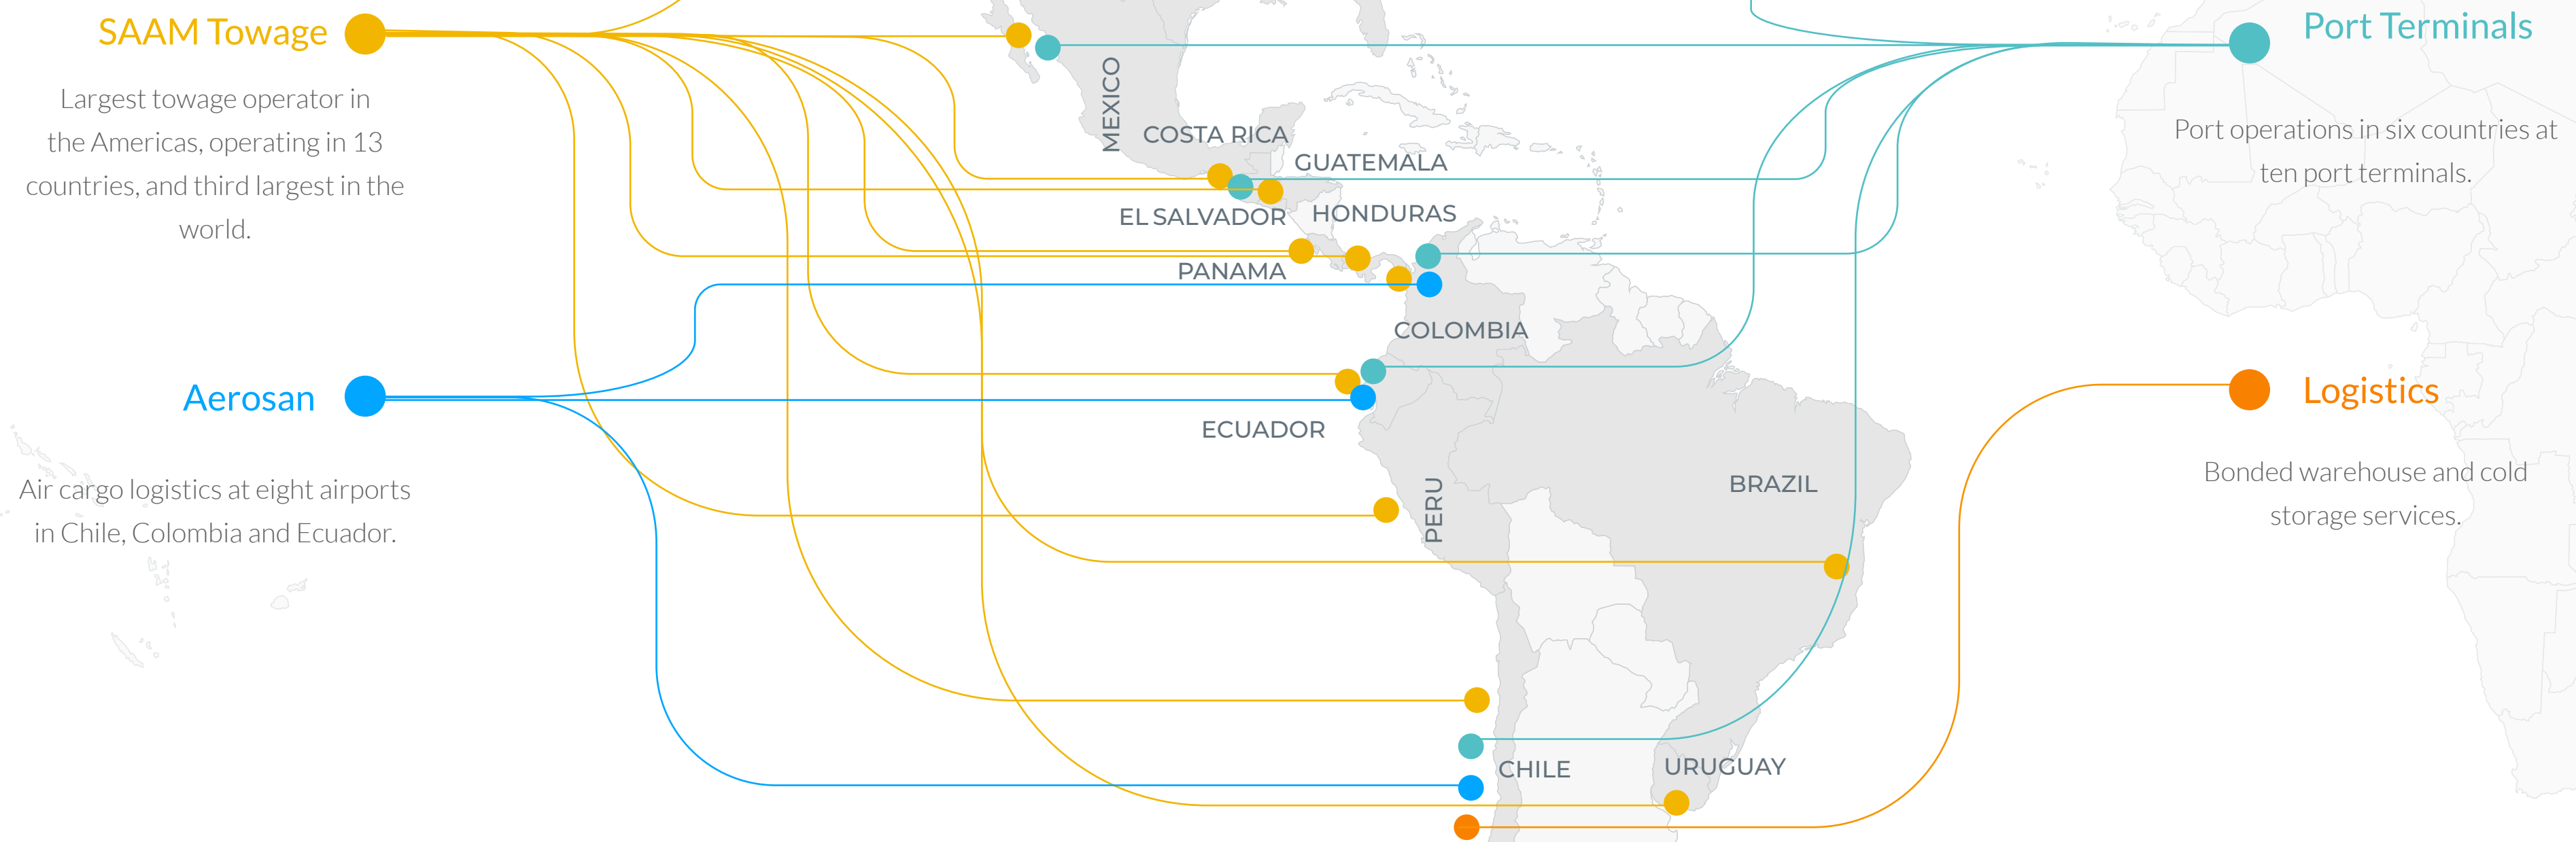 SAAM Towage
Largest towage operator in
the Americas, operating in 13
countries, and third largest in the
world.
Aerosan
Air cargo logistics at eight airports
in Chile, Colombia and Ecuador.
MEXICO
COSTA RICA
GUATEMALA
EL SALVADOR
HONDURAS
PANAMA
COLOMBIA
ECUADOR
PERU
BRAZIL
CHILE
URUGUAY
Port Terminals
Port operations in six countries at
ten port terminals.
Logistics
Bonded warehouse and cold
storage services.